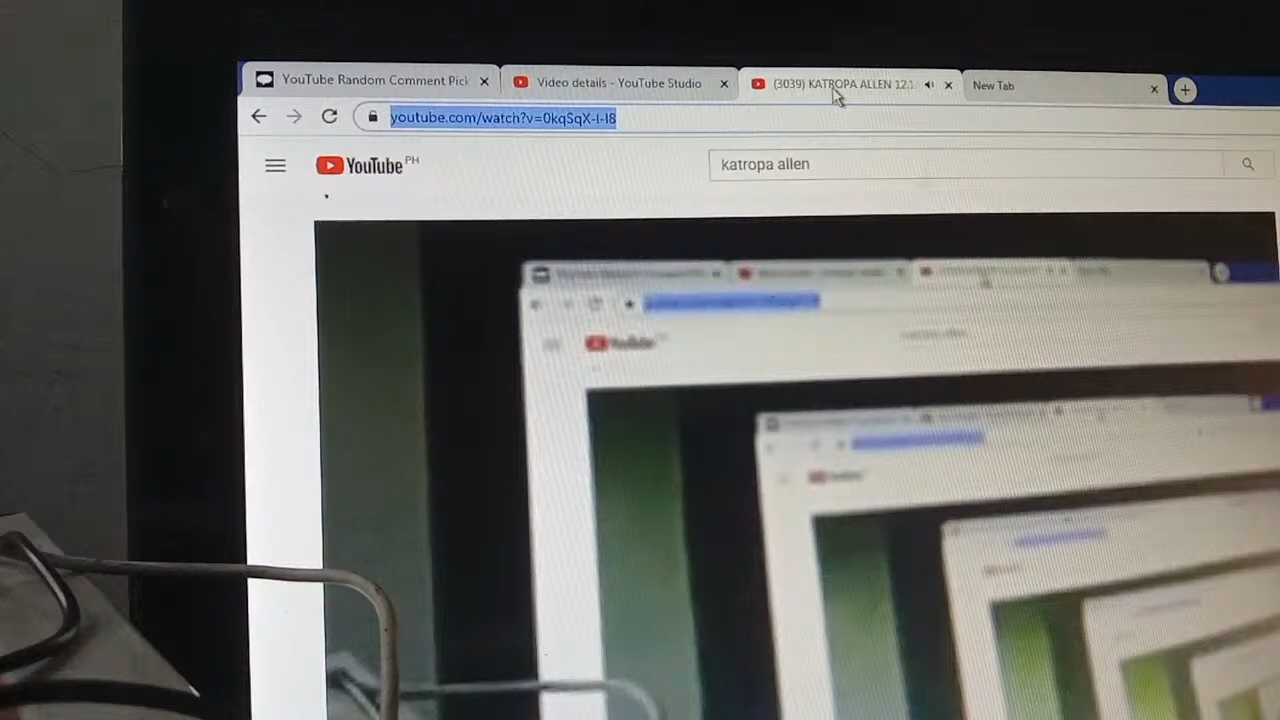 YouTube Random Comment Pick
Video details - YouTube Studio
(3039) KATROPA ALLEN 12.1
New Tab
youtube.com/watch?v=0kqSqX-l-I8
YouTube PH
katropa allen
YouTube